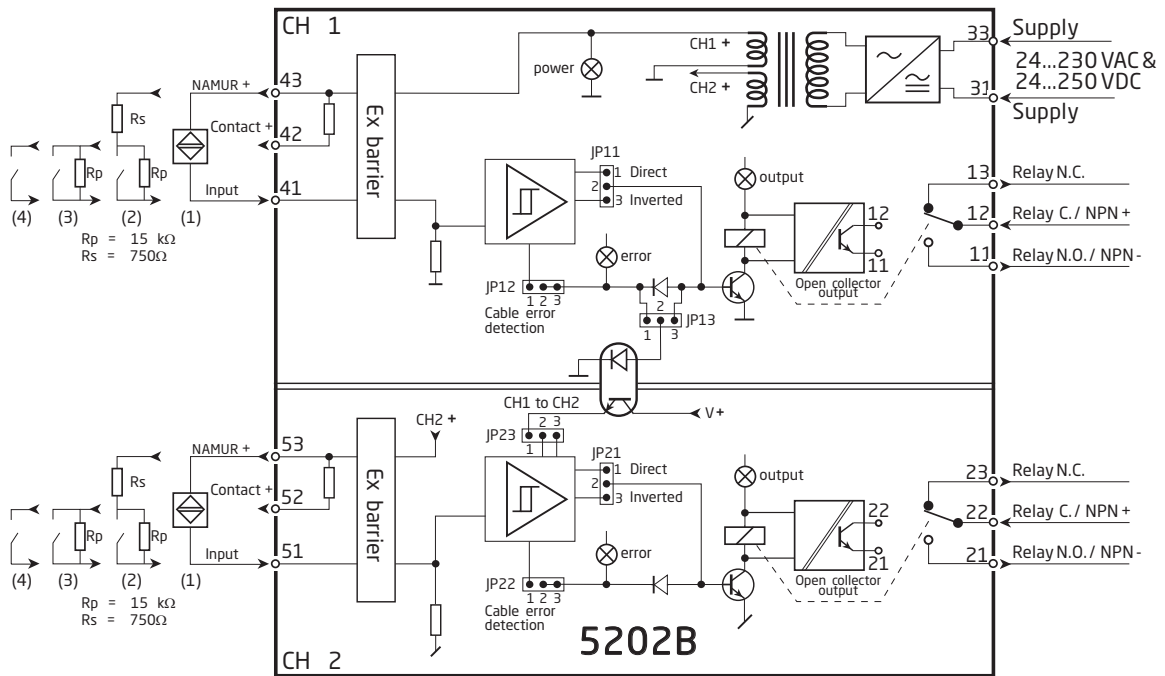 CH 1
33
Supply
CH1 +
24...230 VAC &
24...250 VDC
power
CH2 +
31
Supply
NAMUR +
43
Rs
Contact +
42
Ex barrier
Rp
Rp
Input
41
(4)
(3)
(2)
(1)
Rp = 15 kΩ
Rs = 750Ω
JP11
1 Direct
2
3 Inverted
output
12
11
Open collector
output
13
Relay N.C.
12
Relay C. / NPN +
11
Relay N.O. / NPN -
error
JP12
1 2 3
Cable error
detection
2
1
3
JP13
CH1 to CH2
V+
CH2 +
JP23
2 3
1
NAMUR +
53
Rs
Contact +
52
Ex barrier
Rp
Rp
Input
51
(4)
(3)
(2)
(1)
Rp = 15 kΩ
Rs = 750Ω
JP21
1 Direct
2
3 Inverted
output
22
21
Open collector
output
23
Relay N.C.
22
Relay C. / NPN +
21
Relay N.O. / NPN -
error
JP22
1 2 3
Cable error
detection
5202B
CH 2